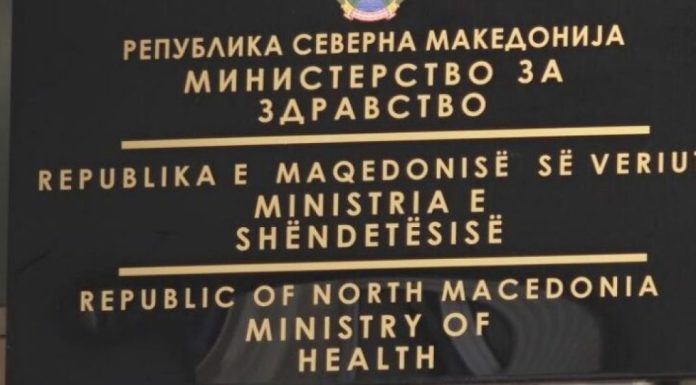 РЕПУБЛИКА СЕВЕРНА МАКЕДОНИЈА
МИНИСТЕРСТВО ЗА
ЗДРАВСТВО
REPUBLIKA E MAQEDONISË SË VERIUT
MINISTRIA E
SHËNDETËSISË
REPUBLIC OF NORTH MACEDONIA
MINISTRY OF
HEALTH